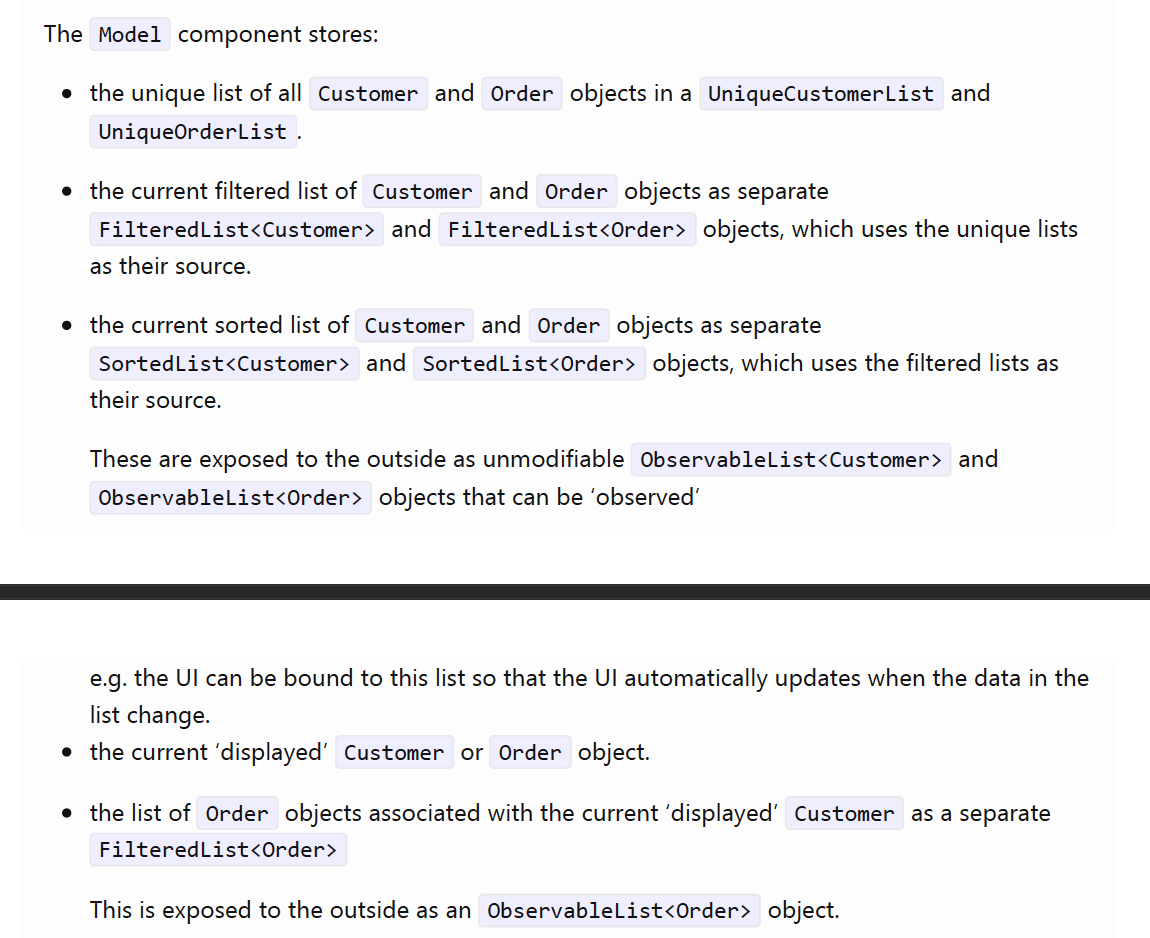 The Model component stores:
• the unique list of all Customer and Order objects in a UniqueCustomerList and
UniqueOrderList.
• the current filtered list of Customer and Order objects as separate
FilteredList<Customer> and FilteredList<Order> objects, which uses the unique lists
as their source.
• the current sorted list of Customer and Order objects as separate
SortedList<Customer> and SortedList<Order> objects, which uses the filtered lists as
their source.
These are exposed to the outside as unmodifiable ObservableList<Customer> and
ObservableList<Order> objects that can be ‘observed’
e.g. the UI can be bound to this list so that the UI automatically updates when the data in the
list change.
• the current ‘displayed’ Customer or Order object.
• the list of Order objects associated with the current ‘displayed’ Customer as a separate
FilteredList<Order>
This is exposed to the outside as an ObservableList<Order> object.